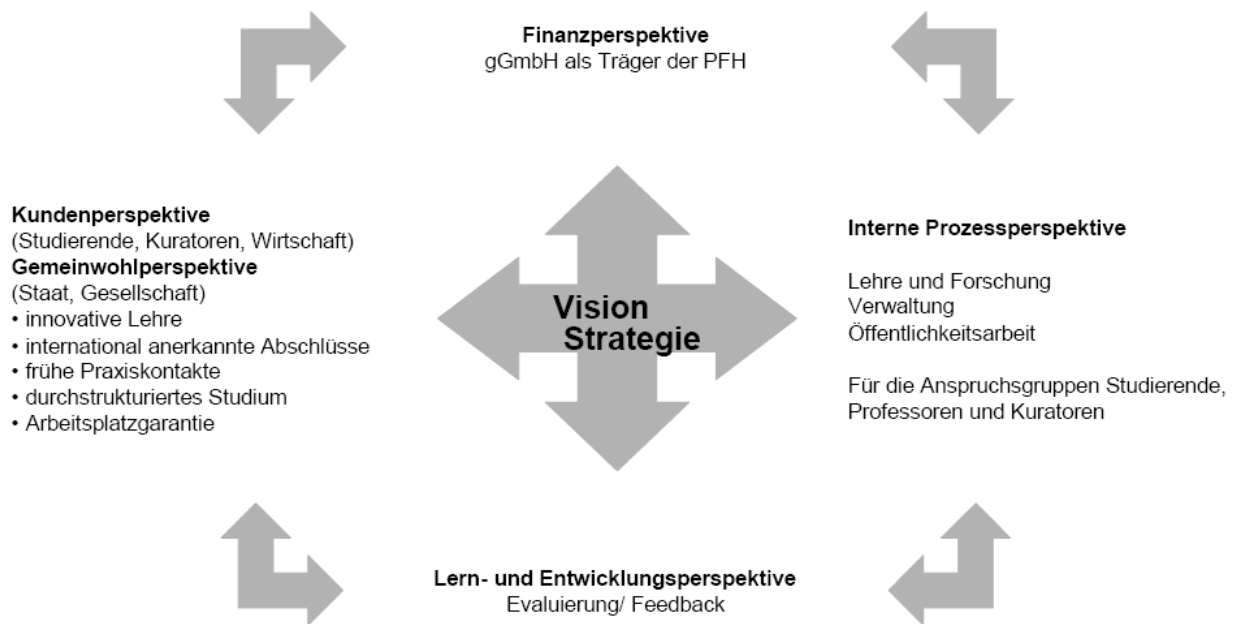 Finanzperspektive
gGmbH als Träger der PFH
Kundenperspektive
(Studierende, Kuratoren, Wirtschaft)
Gemeinwohlperspektive
(Staat, Gesellschaft)
• innovative Lehre
• international anerkannte Abschlüsse
• frühe Praxiskontakte
• durchstrukturiertes Studium
• Arbeitsplatzgarantie
Vision
Strategie
Interne Prozessperspektive
Lehre und Forschung
Verwaltung
Öffentlichkeitsarbeit
Für die Anspruchsgruppen Studierende,
Professoren und Kuratoren
Lern- und Entwicklungsperspektive
Evaluierung/ Feedback